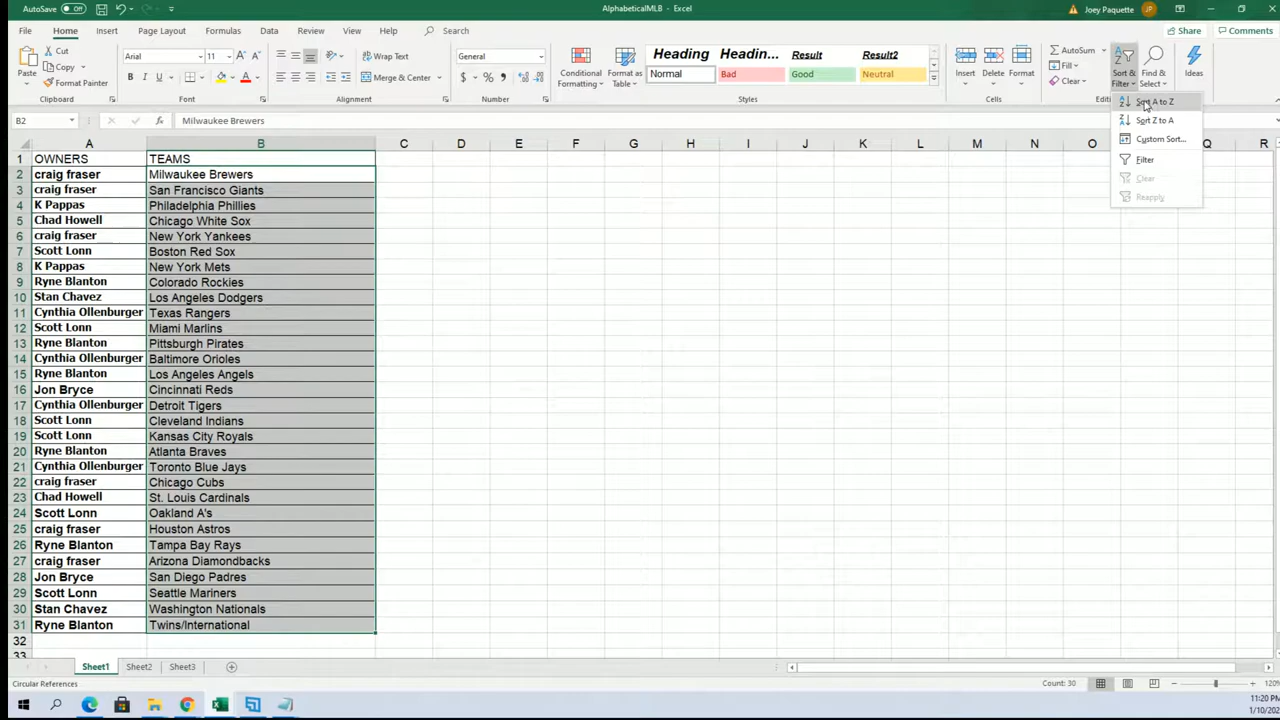 AutoSave Off AlphabeticalMLB - Excel Joey Paquette JP
File Home Insert Page Layout Formulas Data Review View Help Search Share Comments
Cut
Copy
Format Painter
Paste
Clipboard
Arial 11 A A
B I U
Font
Wrap Text
Merge & Center
Alignment
General
$ % ,
Number
Conditional Formatting
Format as Table
Heading Headin... Result Result2
Normal Bad Good Neutral
Styles
Insert Delete Format
Cells
AutoSum
Fill
Clear
Sort & Filter
Find & Select
Ideas
Sort A to Z
Sort Z to A
Custom Sort...
Filter
Clear
Reapply
B2 fx Milwaukee Brewers
A B C D E F G H I J K L M N O Q R
1 OWNERS TEAMS
2 craig fraser Milwaukee Brewers
3 craig fraser San Francisco Giants
4 K Pappas Philadelphia Phillies
5 Chad Howell Chicago White Sox
6 craig fraser New York Yankees
7 Scott Lonn Boston Red Sox
8 K Pappas New York Mets
9 Ryne Blanton Colorado Rockies
10 Stan Chavez Los Angeles Dodgers
11 Cynthia Ollenburger Texas Rangers
12 Scott Lonn Miami Marlins
13 Ryne Blanton Pittsburgh Pirates
14 Cynthia Ollenburger Baltimore Orioles
15 Ryne Blanton Los Angeles Angels
16 Jon Bryce Cincinnati Reds
17 Cynthia Ollenburger Detroit Tigers
18 Scott Lonn Cleveland Indians
19 Scott Lonn Kansas City Royals
20 Ryne Blanton Atlanta Braves
21 Cynthia Ollenburger Toronto Blue Jays
22 craig fraser Chicago Cubs
23 Chad Howell St. Louis Cardinals
24 Scott Lonn Oakland A's
25 craig fraser Houston Astros
26 Ryne Blanton Tampa Bay Rays
27 craig fraser Arizona Diamondbacks
28 Jon Bryce San Diego Padres
29 Scott Lonn Seattle Mariners
30 Stan Chavez Washington Nationals
31 Ryne Blanton Twins/International
32
33
Sheet1 Sheet2 Sheet3
Circular References Count: 30 120%
11:20 PM